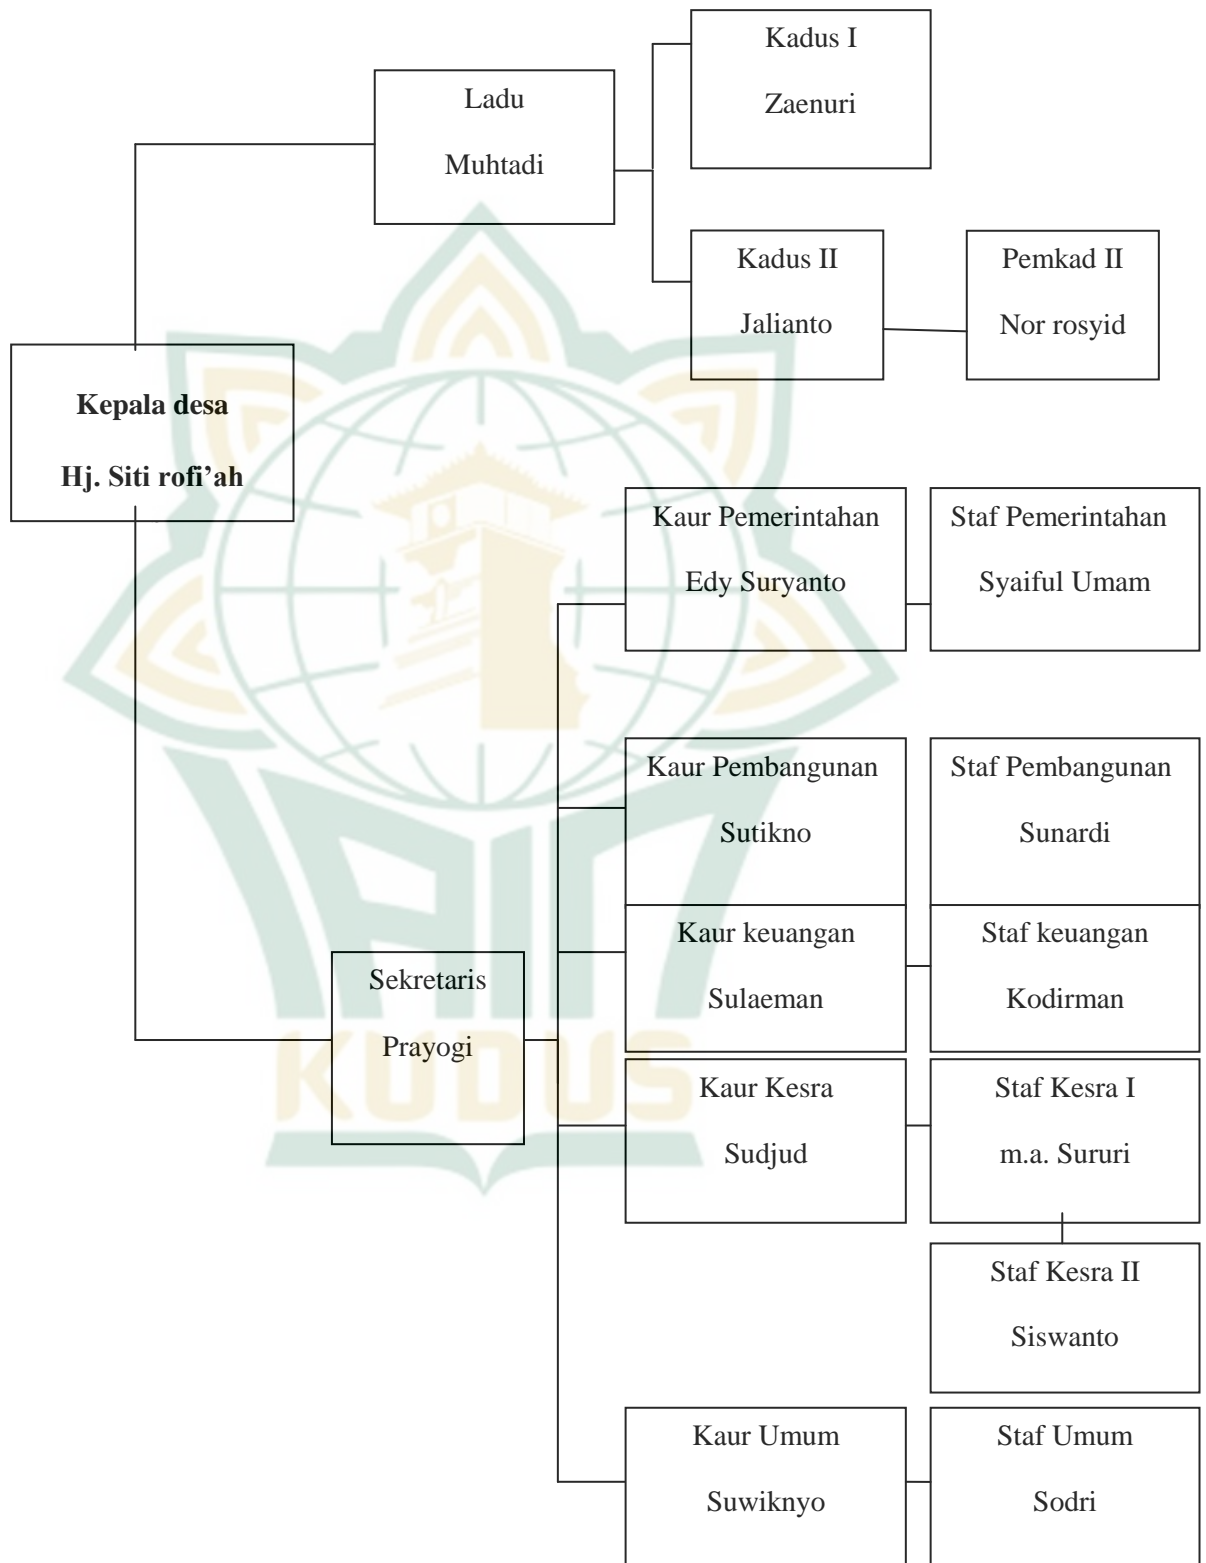 Kadus I
Zaenuri
Ladu
Muhtadi
Kadus II
Jalianto
Pemkad II
Nor rosyid
Kepala desa
Hj. Siti rofi’ah
Kaur Pemerintahan
Edy Suryanto
Staf Pemerintahan
Syaiful Umam
Kaur Pembangunan
Sutikno
Staf Pembangunan
Sunardi
Kaur keuangan
Sulaeman
Staf keuangan
Kodirman
Sekretaris
Prayogi
Kaur Kesra
Sudjud
Staf Kesra I
m.a. Sururi
Staf Kesra II
Siswanto
Kaur Umum
Suwiknyo
Staf Umum
Sodri
IAIN
KUDUS